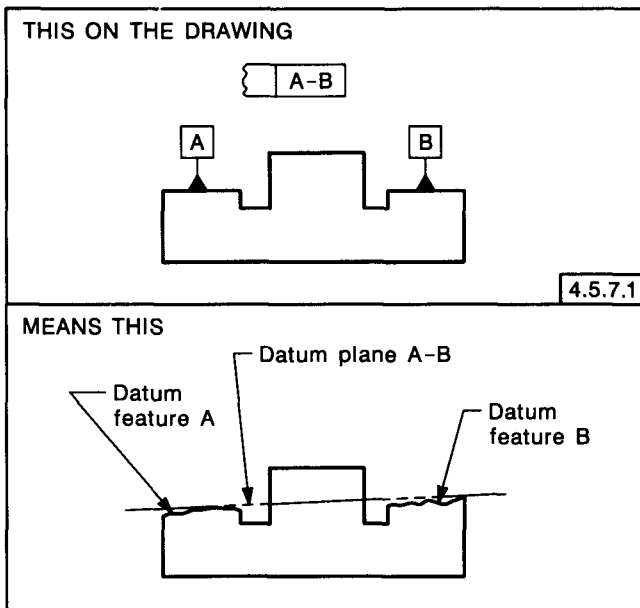 THIS ON THE DRAWING
A-B
A
B
4.5.7.1
MEANS THIS
Datum plane A-B
Datum
feature A
Datum
feature B